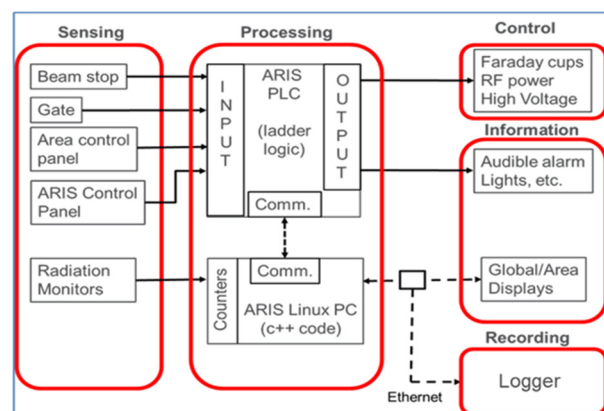 Sensing
Processing
Control
Beam stop
Gate
Area control
panel
ARIS Control
Panel
Radiation
Monitors
INPUT
ARIS
PLC
(ladder
logic)
OUTPUT
Comm.
Comm.
Counters
ARIS Linux PC
(c++ code)
Faraday cups
RF power
High Voltage
Information
Audible alarm
Lights, etc.
Global/Area
Displays
Recording
Logger
Ethernet